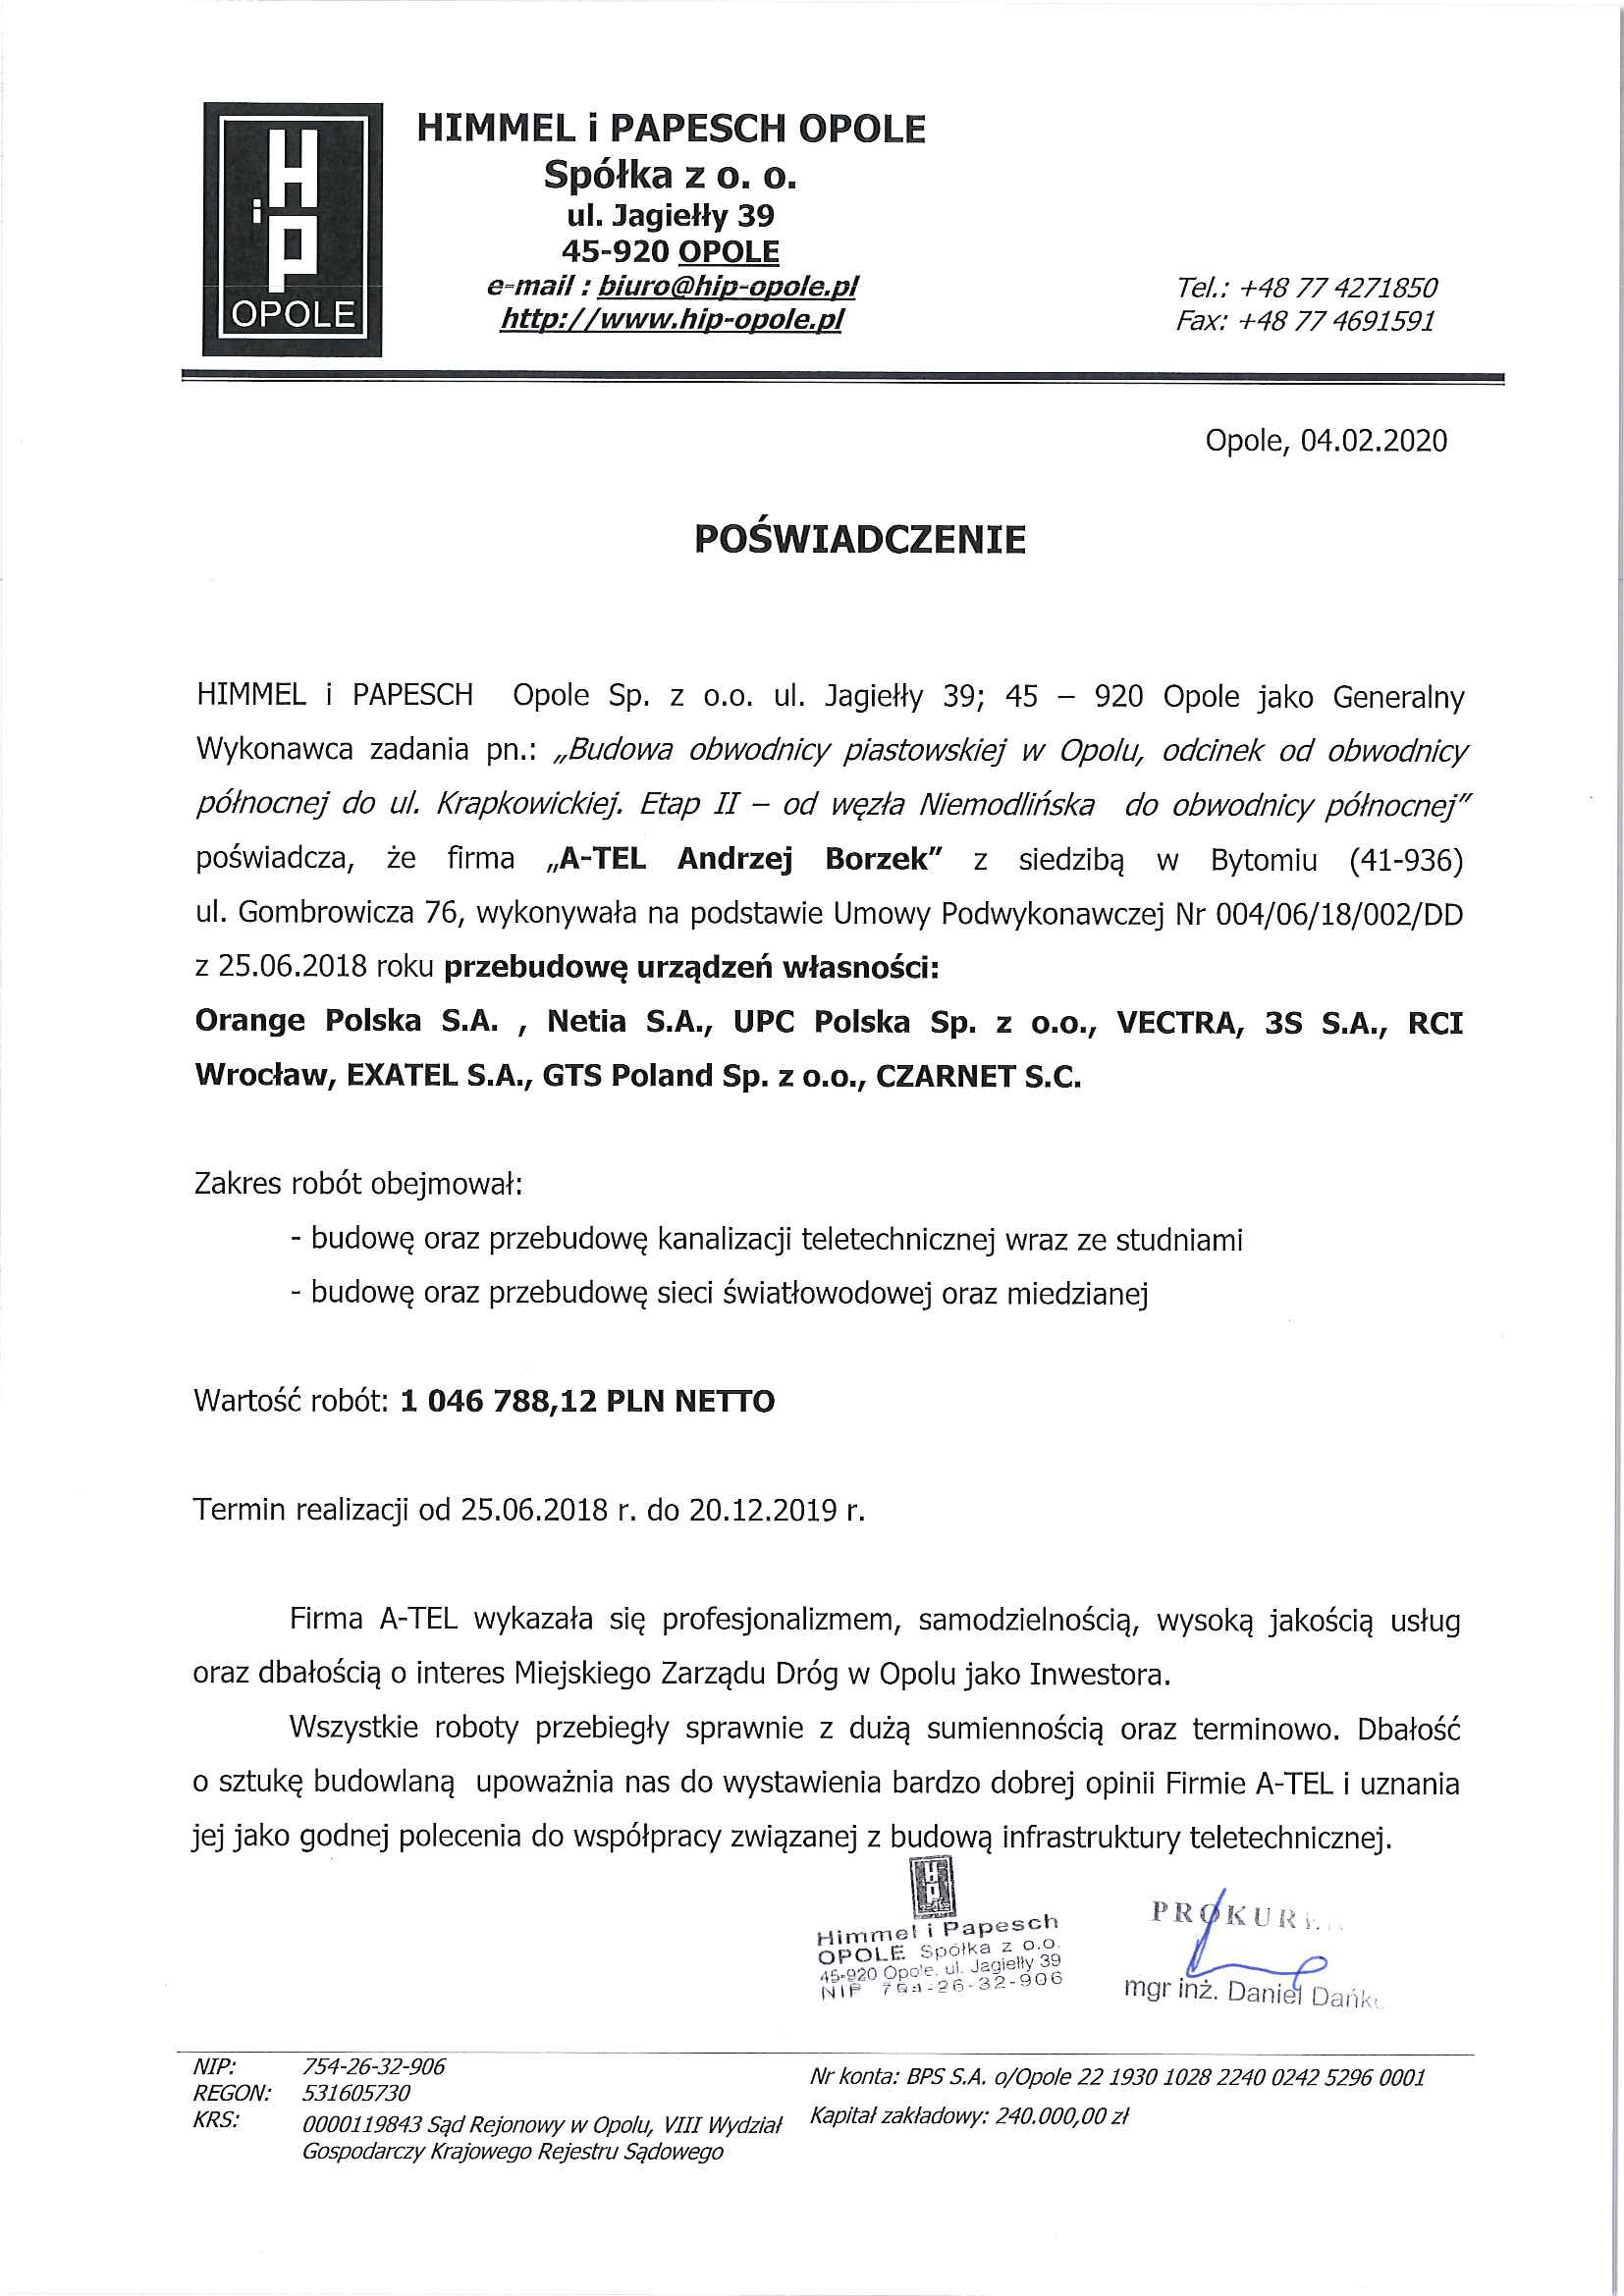 H
i
P
OPOLE
HIMMEL i PAPESCH OPOLE
Spółka z o. o.
ul. Jagiełły 39
45-920 OPOLE
e-mail : biuro@hip-opole.pl
http://www.hip-opole.pl
Tel.: +48 77 4271850
Fax: +48 77 4691591
Opole, 04.02.2020
POŚWIADCZENIE
HIMMEL i PAPESCH Opole Sp. z o.o. ul. Jagiełły 39; 45 – 920 Opole jako Generalny
Wykonawca zadania pn.: „Budowa obwodnicy piastowskiej w Opolu, odcinek od obwodnicy
północnej do ul. Krapkowickiej. Etap II – od węzła Niemodlińska do obwodnicy północnej”
poświadcza, że firma „A-TEL Andrzej Borzek” z siedzibą w Bytomiu (41-936)
ul. Gombrowicza 76, wykonywała na podstawie Umowy Podwykonawczej Nr 004/06/18/002/DD
z 25.06.2018 roku przebudowę urządzeń własności:
Orange Polska S.A. , Netia S.A., UPC Polska Sp. z o.o., VECTRA, 3S S.A., RCI
Wrocław, EXATEL S.A., GTS Poland Sp. z o.o., CZARNET S.C.
Zakres robót obejmował:
- budowę oraz przebudowę kanalizacji teletechnicznej wraz ze studniami
- budowę oraz przebudowę sieci światłowodowej oraz miedzianej
Wartość robót: 1 046 788,12 PLN NETTO
Termin realizacji od 25.06.2018 r. do 20.12.2019 r.
Firma A-TEL wykazała się profesjonalizmem, samodzielnością, wysoką jakością usług
oraz dbałością o interes Miejskiego Zarządu Dróg w Opolu jako Inwestora.
Wszystkie roboty przebiegły sprawnie z dużą sumiennością oraz terminowo. Dbałość
o sztukę budowlaną upoważnia nas do wystawienia bardzo dobrej opinii Firmie A-TEL i uznania
jej jako godnej polecenia do współpracy związanej z budową infrastruktury teletechnicznej.
Himmel i Papesch
OPOLE Spółka z o.o.
45-920 Opole, ul. Jagiełły 39
NIP 754-26-32-906
mgr inż. Daniel
NIP: 754-26-32-906
REGON: 531605730
KRS: 0000119843 Sąd Rejonowy w Opolu, VIII Wydział
Gospodarczy Krajowego Rejestru Sądowego
Nr konta: BPS S.A. o/Opole 22 1930 1028 2240 0242 5296 0001
Kapitał zakładowy: 240.000,00 zł